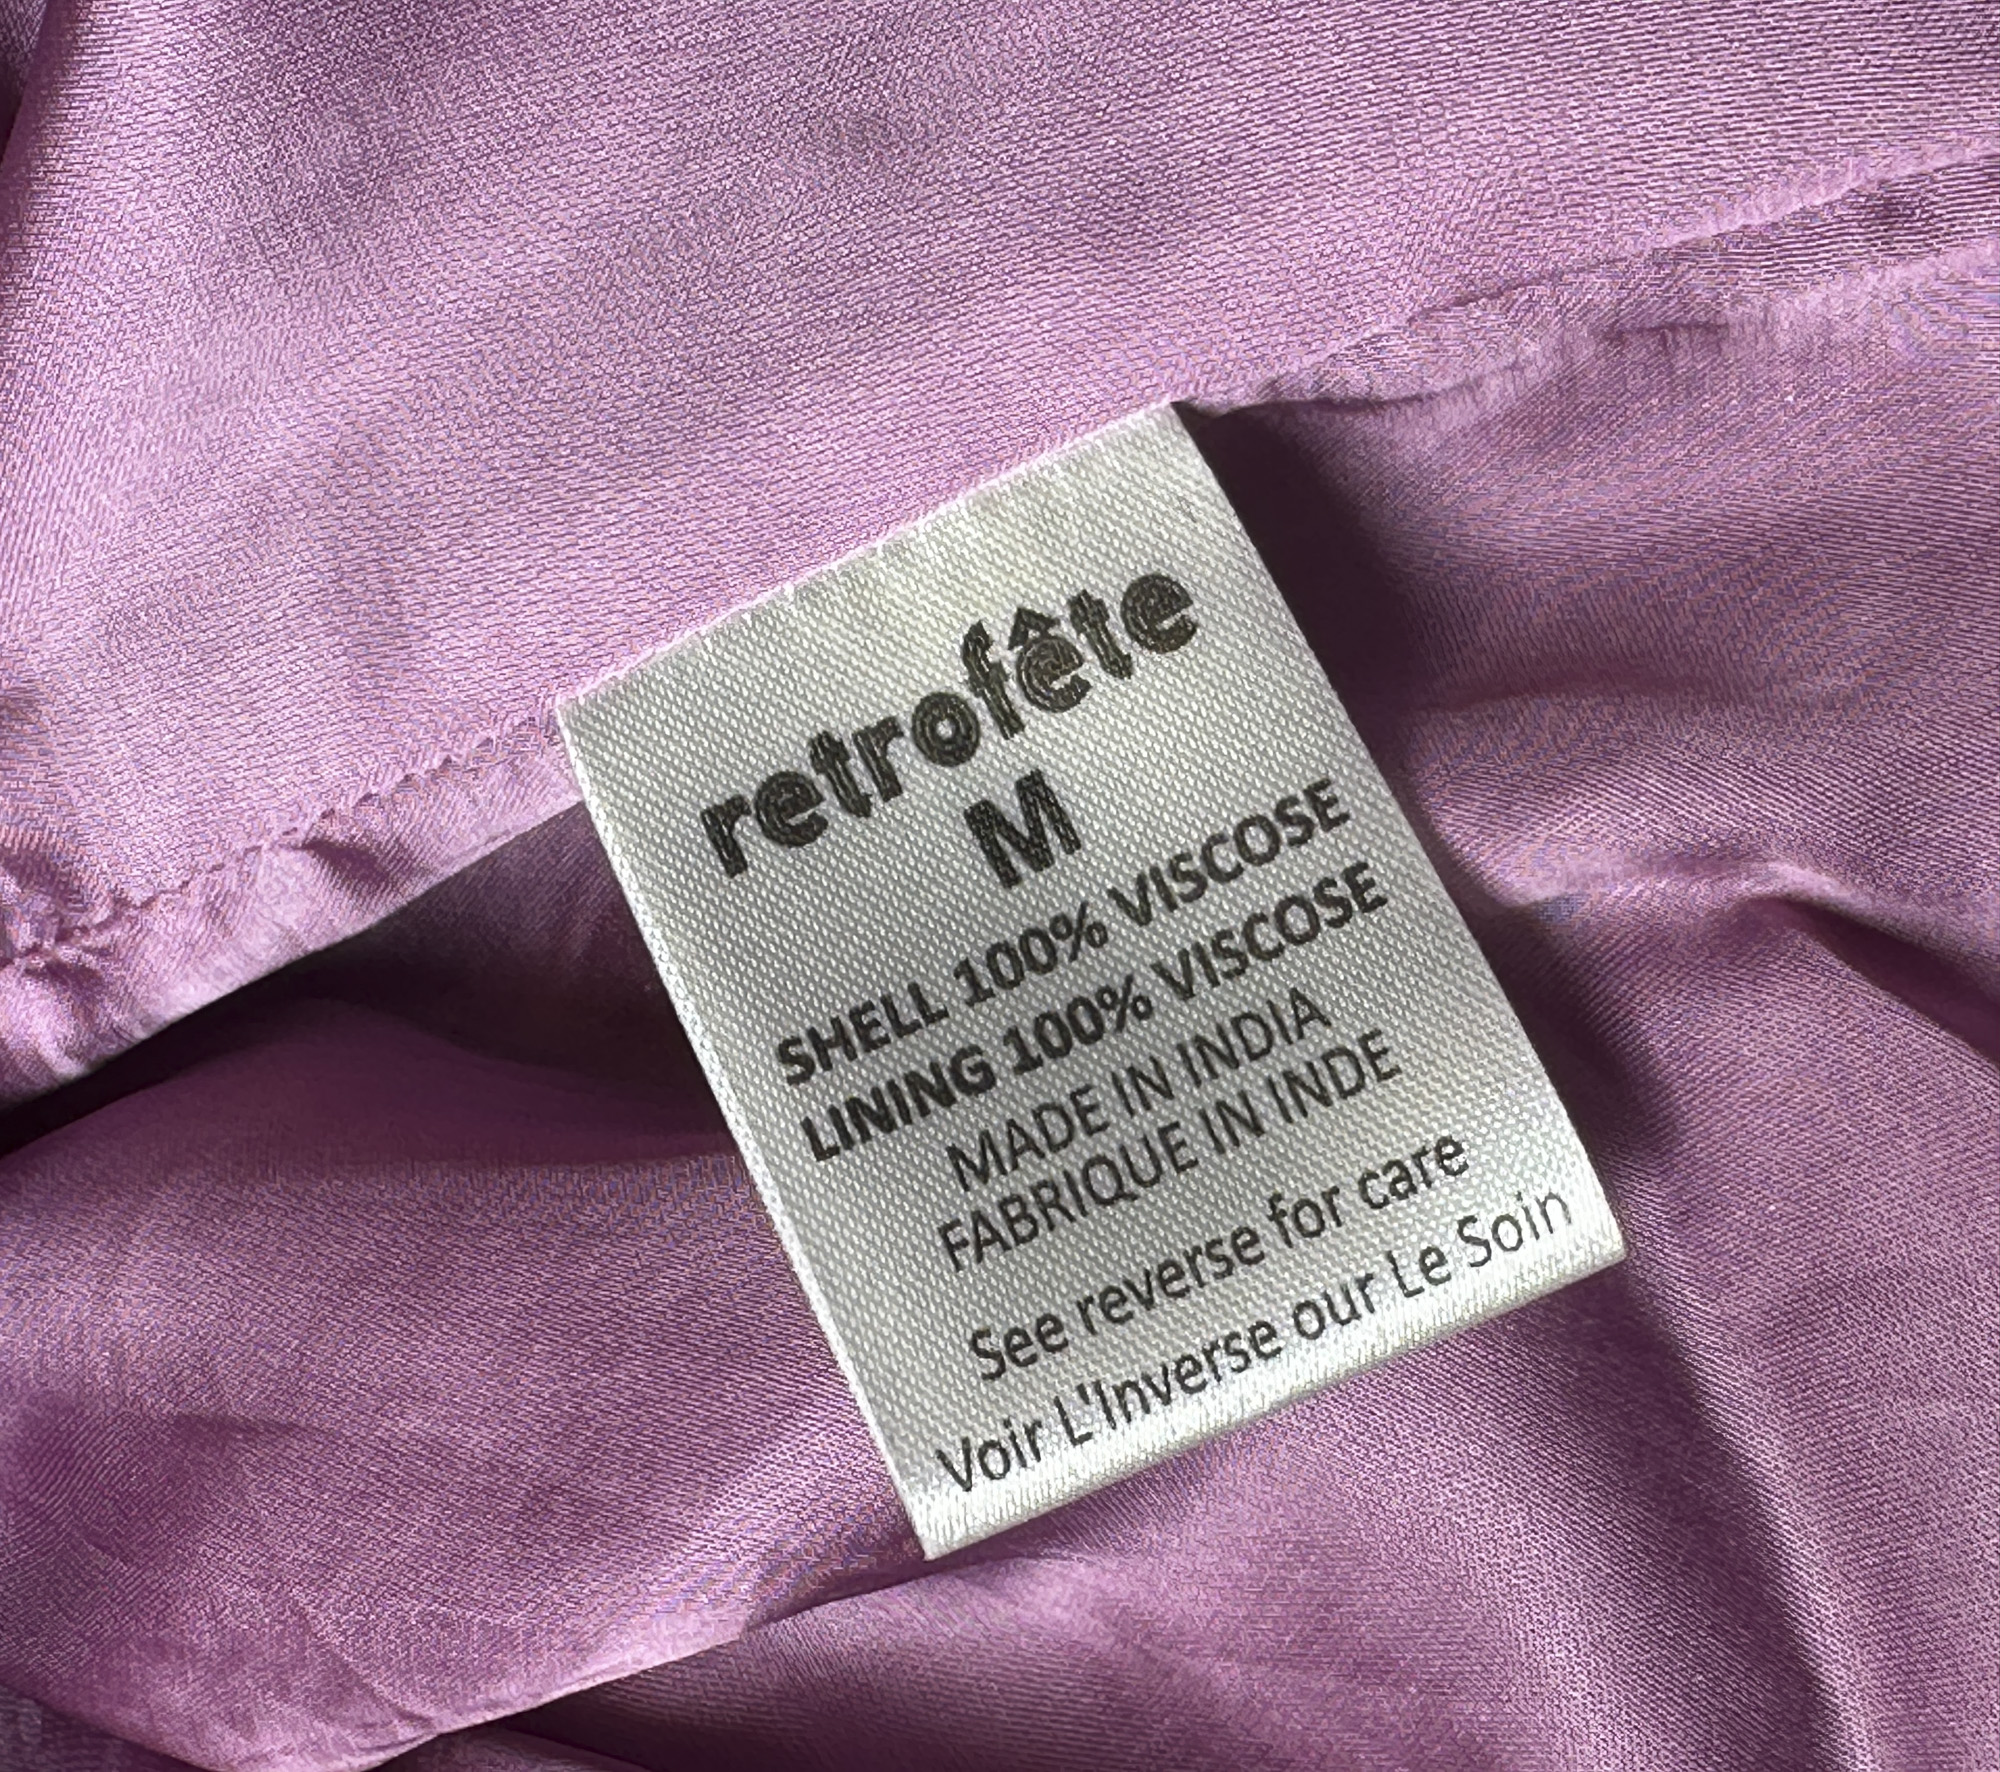 retrofête
M
SHELL 100% VISCOSE
LINING 100% VISCOSE
MADE IN INDIA
FABRIQUE IN INDE
See reverse for care
Voir L'Inverse our Le Soin